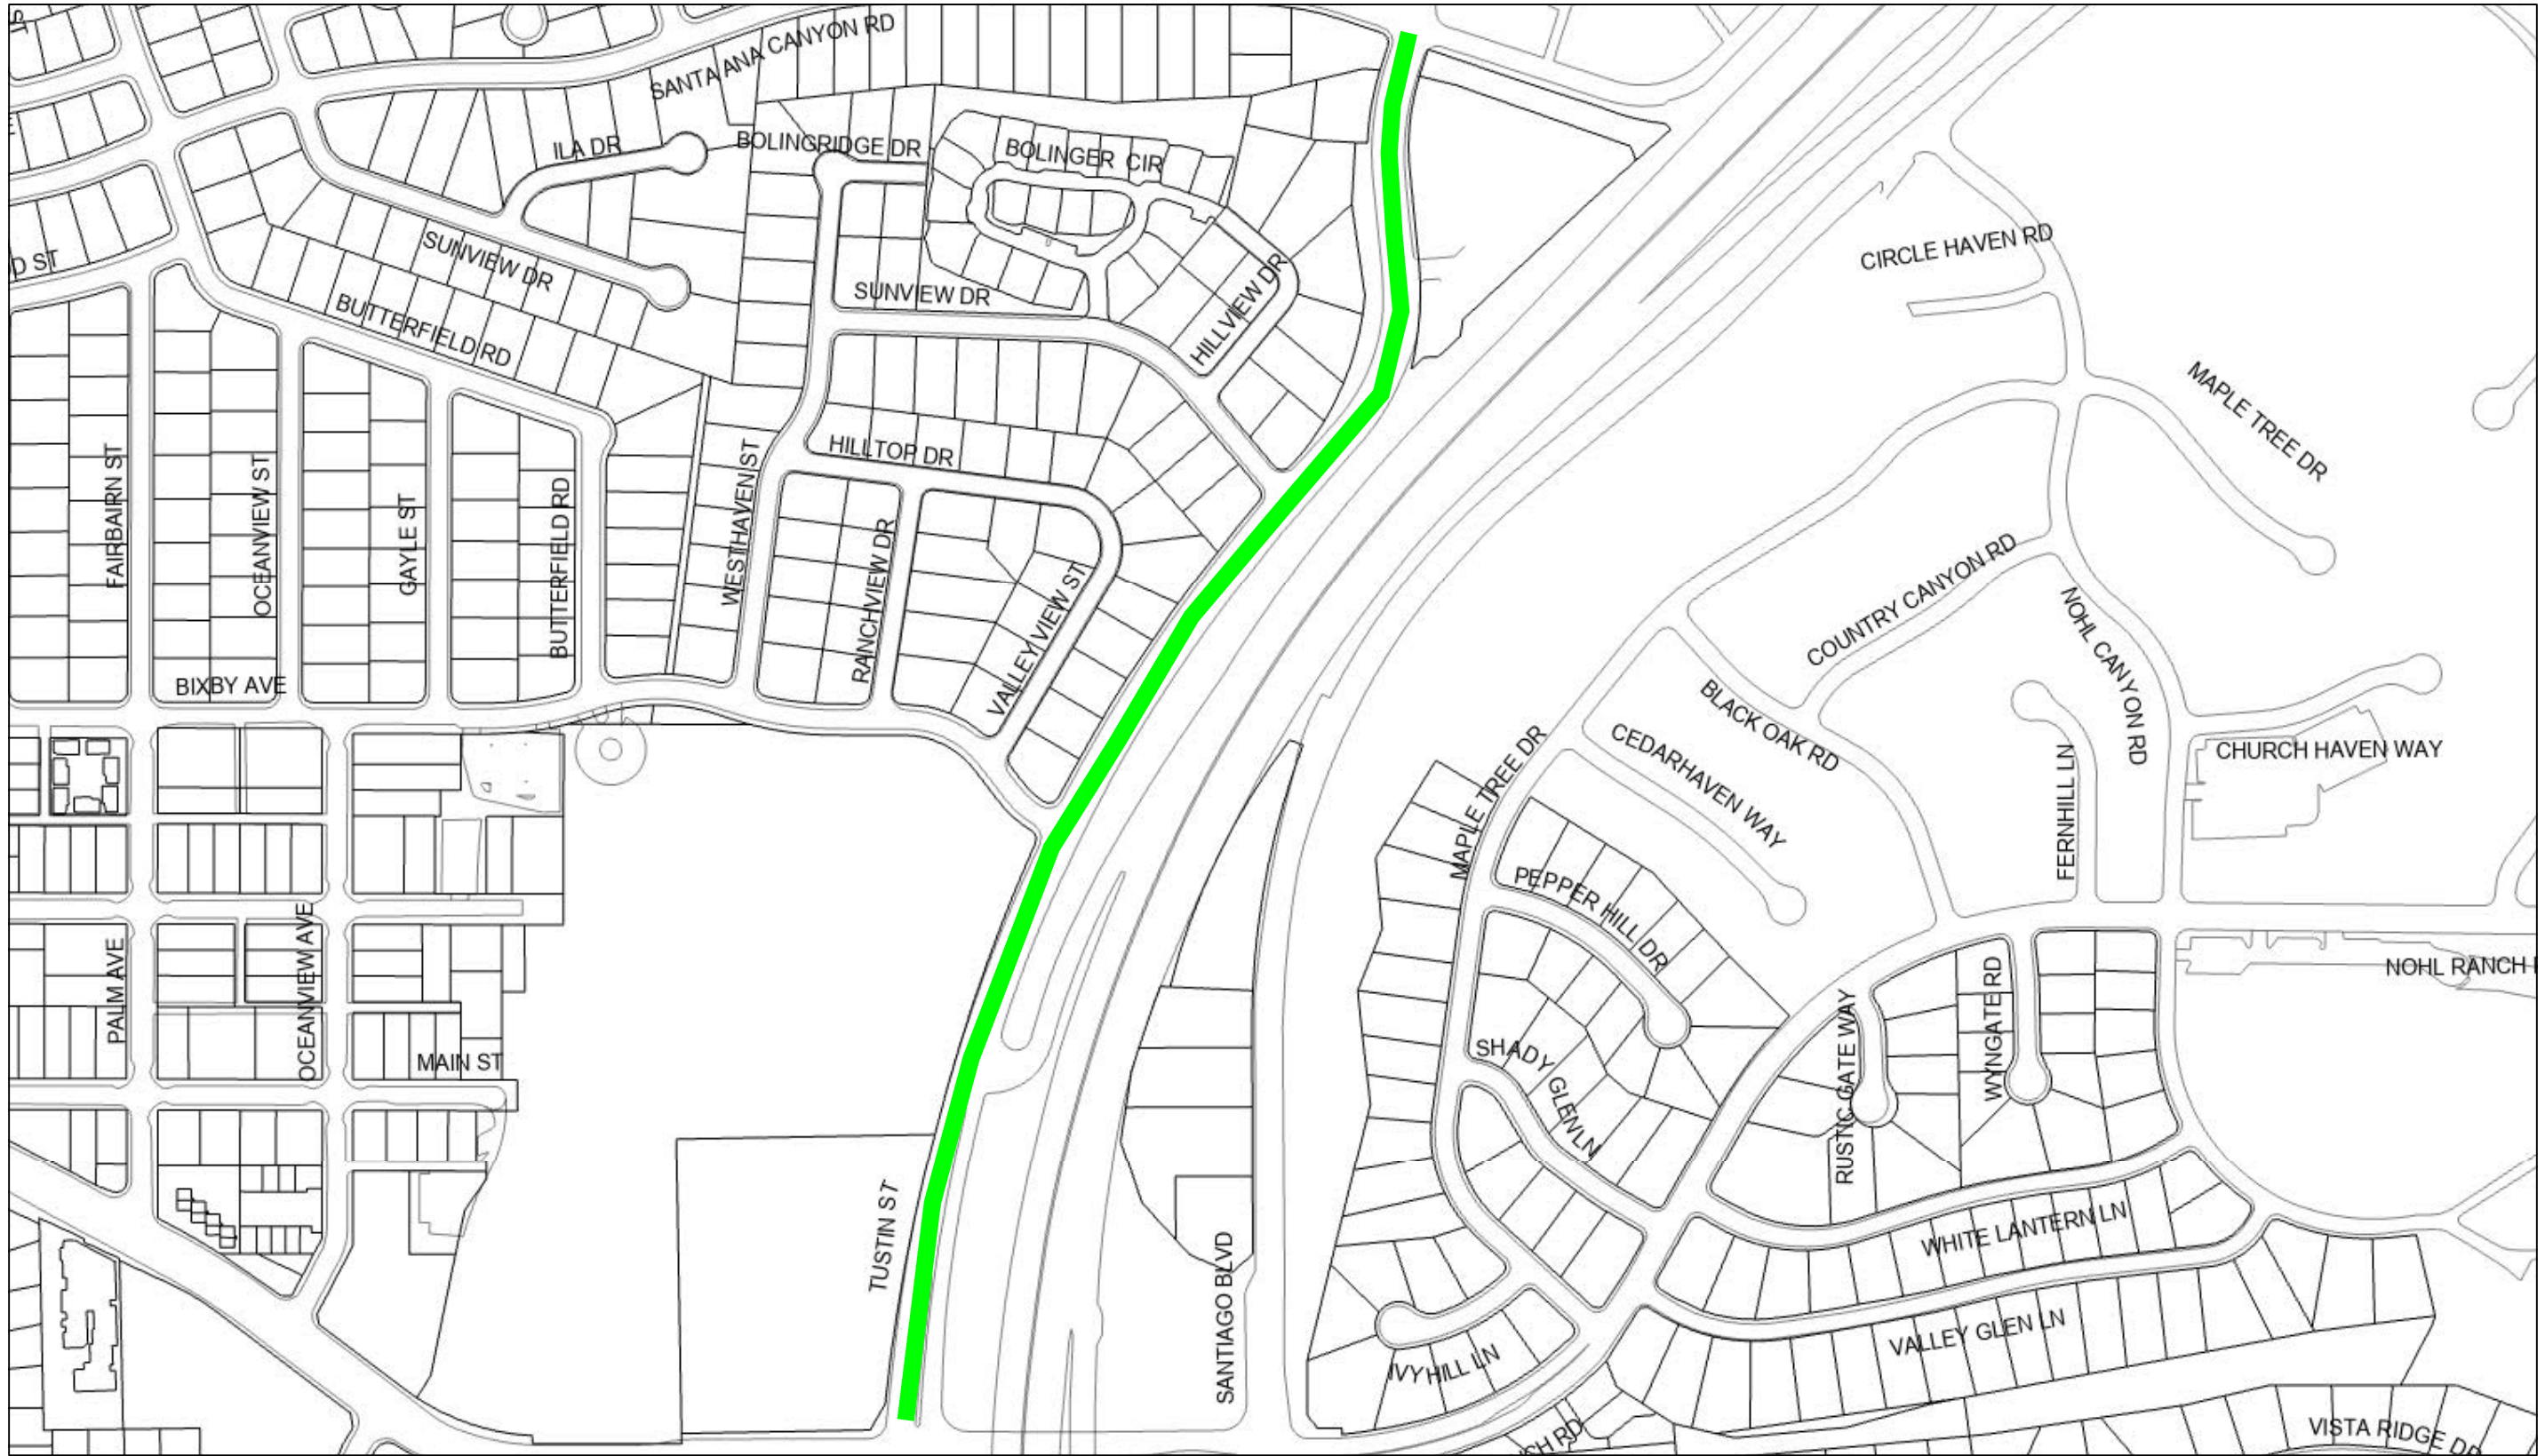 SANTA ANA CANYON RD
ILA DR
BOLINGRIDGE DR
BOLINGER CIR
CIRCLE HAVEN RD
D ST
SUNVIEW DR
SUNVIEW DR
HILLVIEW DR
BUTTERFIELD RD
MAPLE TREE DR
HILLTOP DR
FAIRBAIRN ST
OCEANVIEW ST
GAYLE ST
BUTTERFIELD RD
WESTHAVEN ST
RANCHVIEW DR
VALLEY VIEW ST
COUNTRY CANYON RD
NOHL CANYON RD
BIXBY AVE
BLACK OAK RD
CEDARHAVEN WAY
MAPLE TREE DR
FERNHILL LN
CHURCH HAVEN WAY
PEPPER HILL DR
PALM AVE
OCEANVIEW AVE
NOHL RANCH
MAIN ST
SHADY GLEN LN
RUSTIC GATE WAY
WYNGATE RD
TUSTIN ST
SANTIAGO BLVD
WHITE LANTERN LN
VALLEY GLEN LN
IVY HILL LN
SH RD
VISTA RIDGE DR